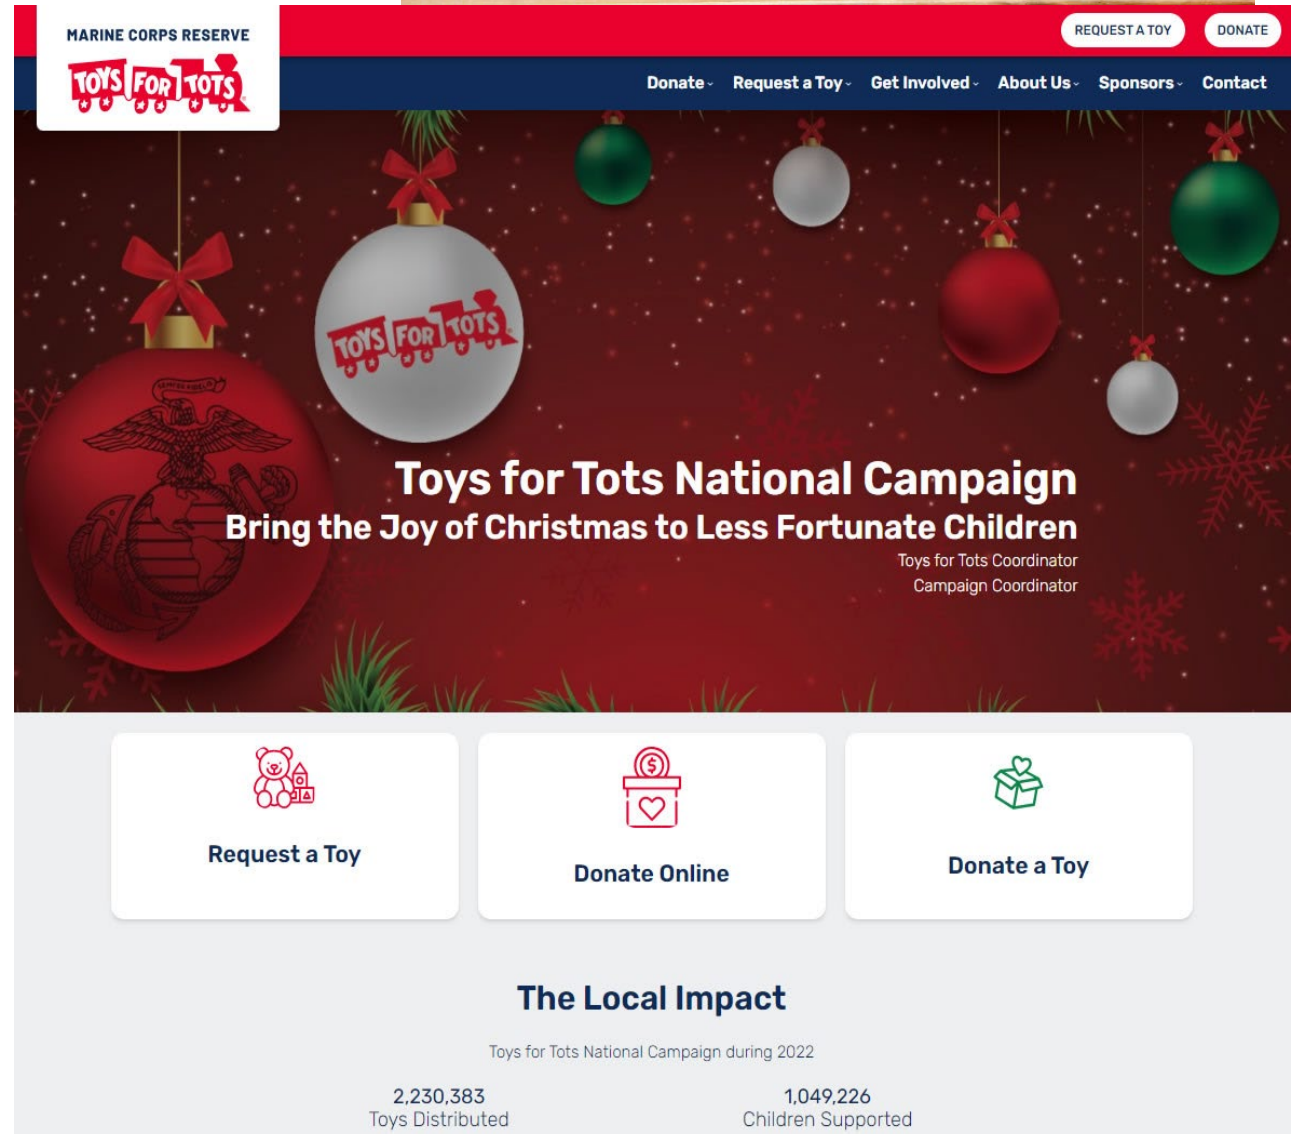 MARINE CORPS RESERVE
TOYS FOR TOTS
REQUEST A TOY
DONATE
Donate
Request a Toy
Get Involved
About Us
Sponsors
Contact
TOYS FOR TOTS
SEMPER FIDELIS
Toys for Tots National Campaign
Bring the Joy of Christmas to Less Fortunate Children
Toys for Tots Coordinator
Campaign Coordinator
Request a Toy
Donate Online
Donate a Toy
The Local Impact
Toys for Tots National Campaign during 2022
2,230,383
Toys Distributed
1,049,226
Children Supported